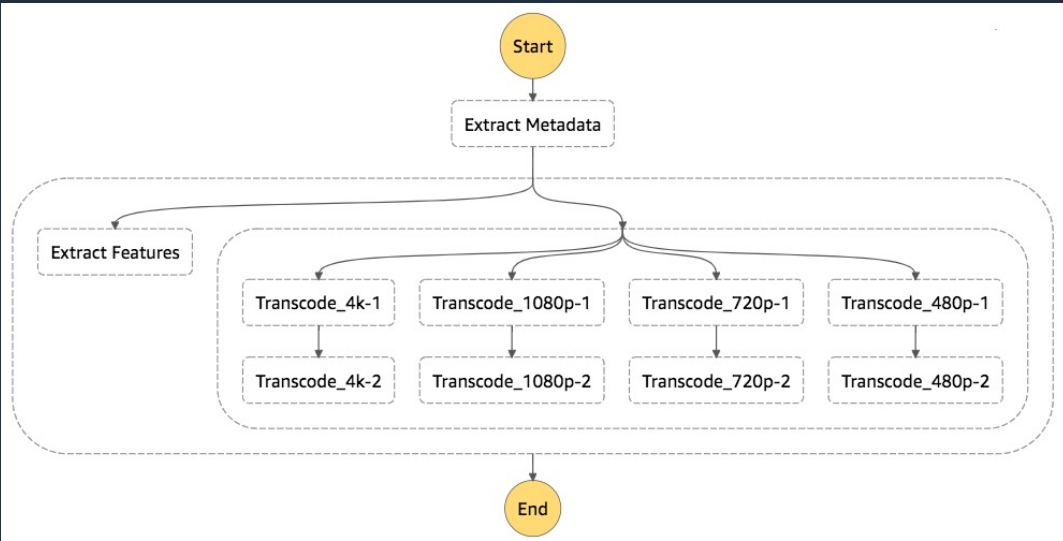 Start
Extract Metadata
Extract Features
Transcode_4k-1
Transcode_1080p-1
Transcode_720p-1
Transcode_480p-1
Transcode_4k-2
Transcode_1080p-2
Transcode_720p-2
Transcode_480p-2
End